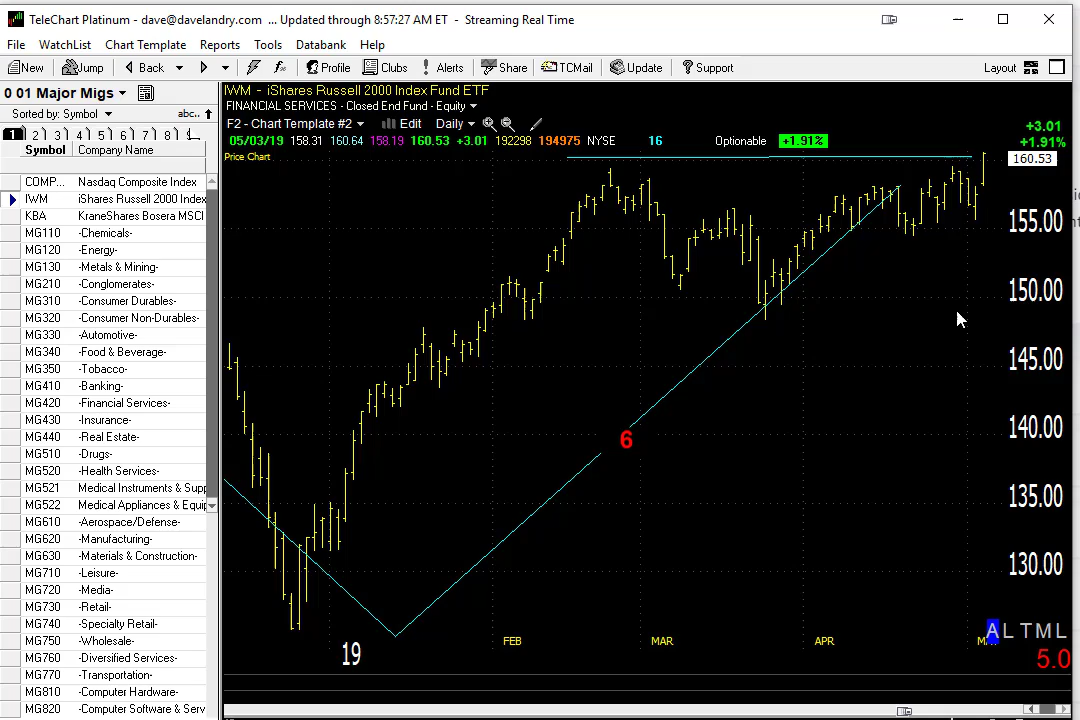 TeleChart Platinum - dave@davelandry.com ... Updated through 8:57:27 AM ET - Streaming Real Time
File WatchList Chart Template Reports Tools Databank Help
New Jump Back Profile Clubs Alerts Share TCMail Update Support Layout
0 01 Major Migs
Sorted by: Symbol abc..
1 2 3 4 5 6 7 8
Symbol Company Name
COMP... Nasdaq Composite Index
IWM iShares Russell 2000 Index
KBA KraneShares Bosera MSCI
MG110 -Chemicals-
MG120 -Energy-
MG130 -Metals & Mining-
MG210 -Conglomerates-
MG310 -Consumer Durables-
MG320 -Consumer Non-Durables-
MG330 -Automotive-
MG340 -Food & Beverage-
MG350 -Tobacco-
MG410 -Banking-
MG420 -Financial Services-
MG430 -Insurance-
MG440 -Real Estate-
MG510 -Drugs-
MG520 -Health Services-
MG521 Medical Instruments & Supp
MG522 Medical Appliances & Equip
MG610 -Aerospace/Defense-
MG620 -Manufacturing-
MG630 -Materials & Construction-
MG710 -Leisure-
MG720 -Media-
MG730 -Retail-
MG740 -Specialty Retail-
MG750 -Wholesale-
MG760 -Diversified Services-
MG770 -Transportation-
MG810 -Computer Hardware-
MG820 -Computer Software & Serv
IWM - iShares Russell 2000 Index Fund ETF
FINANCIAL SERVICES - Closed End Fund - Equity
F2 - Chart Template #2 Edit Daily
05/03/19 158.31 160.64 158.19 160.53 +3.01 192298 194975 NYSE 16 Optionable +1.91%
Price Chart
+3.01
+1.91%
160.53
155.00
150.00
145.00
140.00
135.00
130.00
6
FEB MAR APR
19
A L T M L
5.0